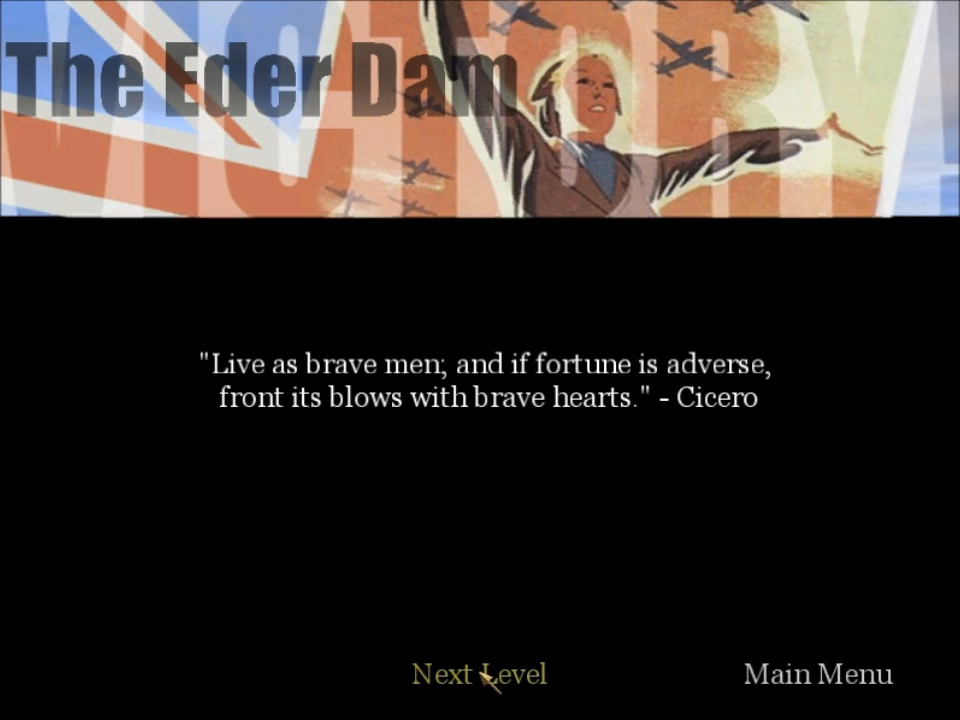 VICTORY
The Eder Dam
"Live as brave men; and if fortune is adverse,
front its blows with brave hearts." - Cicero
Next Level
Main Menu